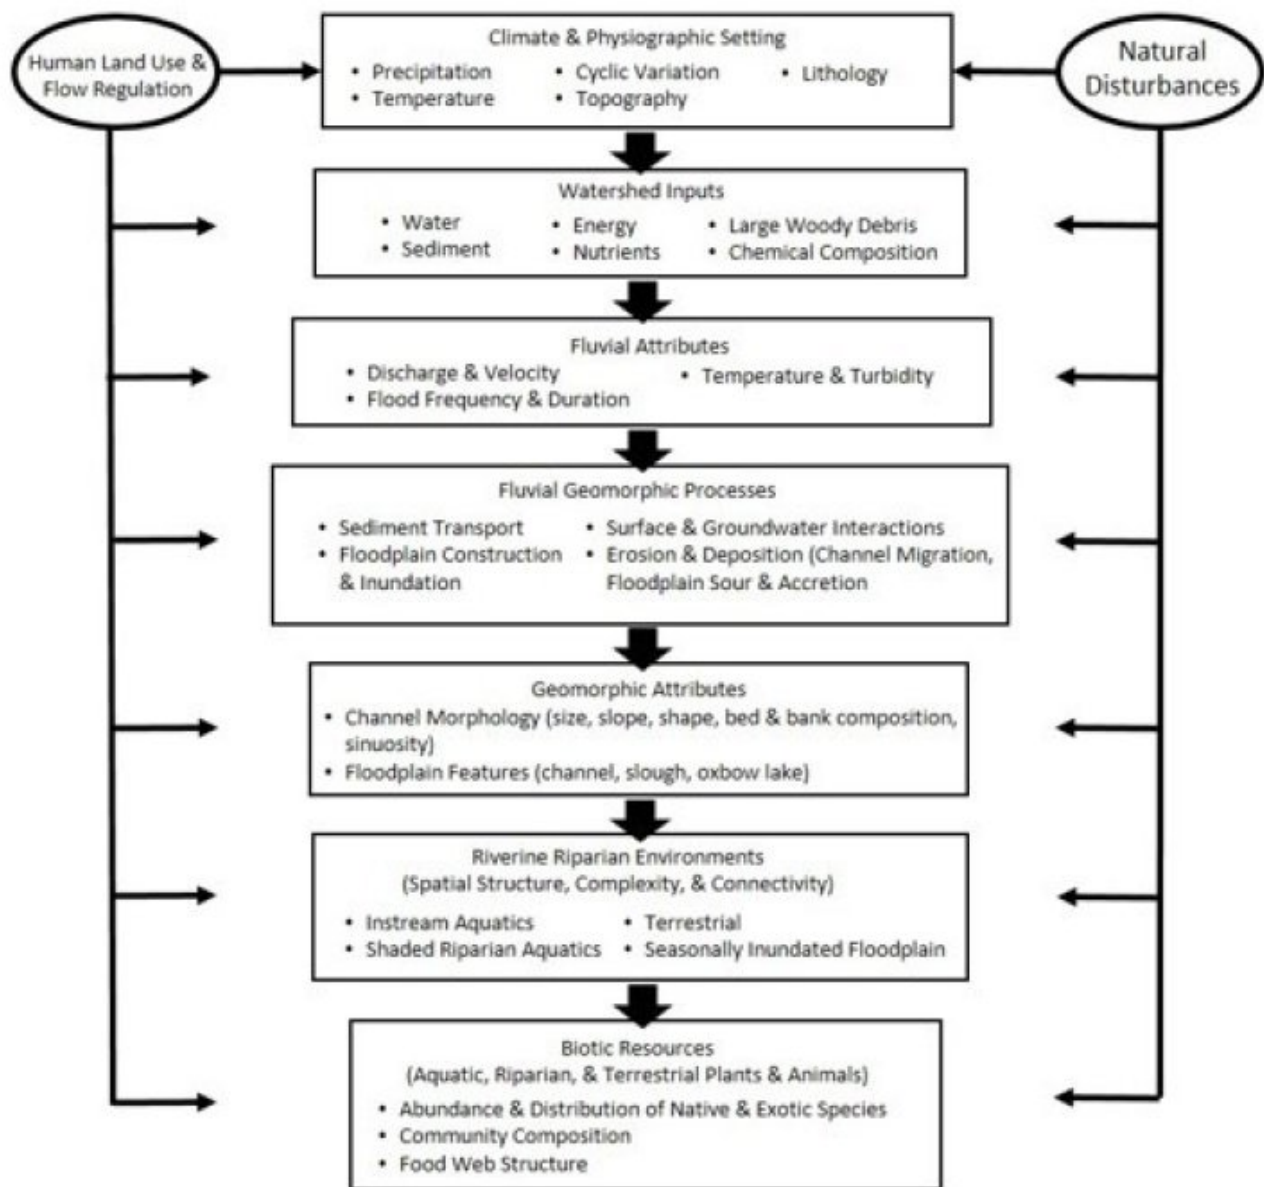 Human Land Use &
Flow Regulation
Climate & Physiographic Setting
• Precipitation
• Cyclic Variation
• Lithology
• Temperature
• Topography
Natural
Disturbances
Watershed Inputs
• Water
• Energy
• Large Woody Debris
• Sediment
• Nutrients
• Chemical Composition
Fluvial Attributes
• Discharge & Velocity
• Temperature & Turbidity
• Flood Frequency & Duration
Fluvial Geomorphic Processes
• Sediment Transport
• Floodplain Construction
& Inundation
• Surface & Groundwater Interactions
• Erosion & Deposition (Channel Migration,
Floodplain Sour & Accretion
Geomorphic Attributes
• Channel Morphology (size, slope, shape, bed & bank composition,
sinuosity)
• Floodplain Features (channel, slough, oxbow lake)
Riverine Riparian Environments
(Spatial Structure, Complexity, & Connectivity)
• Instream Aquatics
• Terrestrial
• Shaded Riparian Aquatics
• Seasonally Inundated Floodplain
Biotic Resources
(Aquatic, Riparian, & Terrestrial Plants & Animals)
• Abundance & Distribution of Native & Exotic Species
• Community Composition
• Food Web Structure